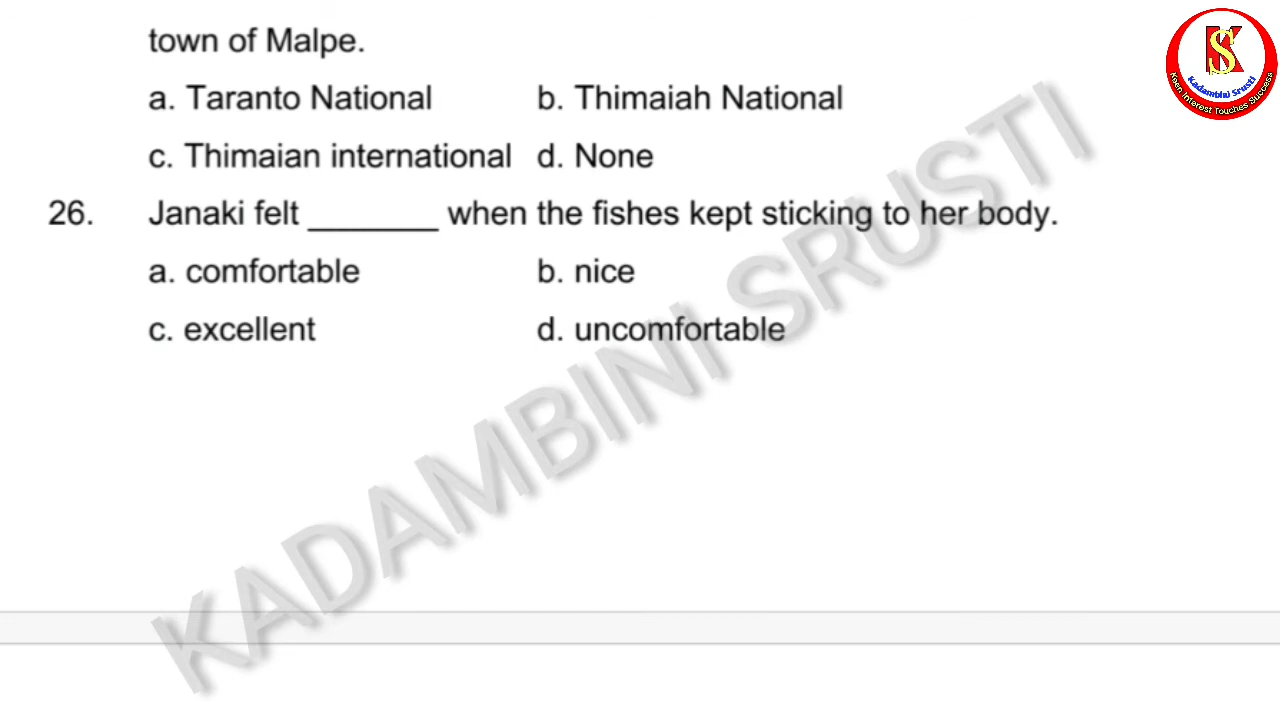 town of Malpe.
a. Taranto National b. Thimaiah National
c. Thimaian international d. None
26. Janaki felt _______ when the fishes kept sticking to her body.
a. comfortable b. nice
c. excellent d. uncomfortable
KADAMBINI SRUSTI
KS
Kadambini Srusti
Keen Interest Touches Success